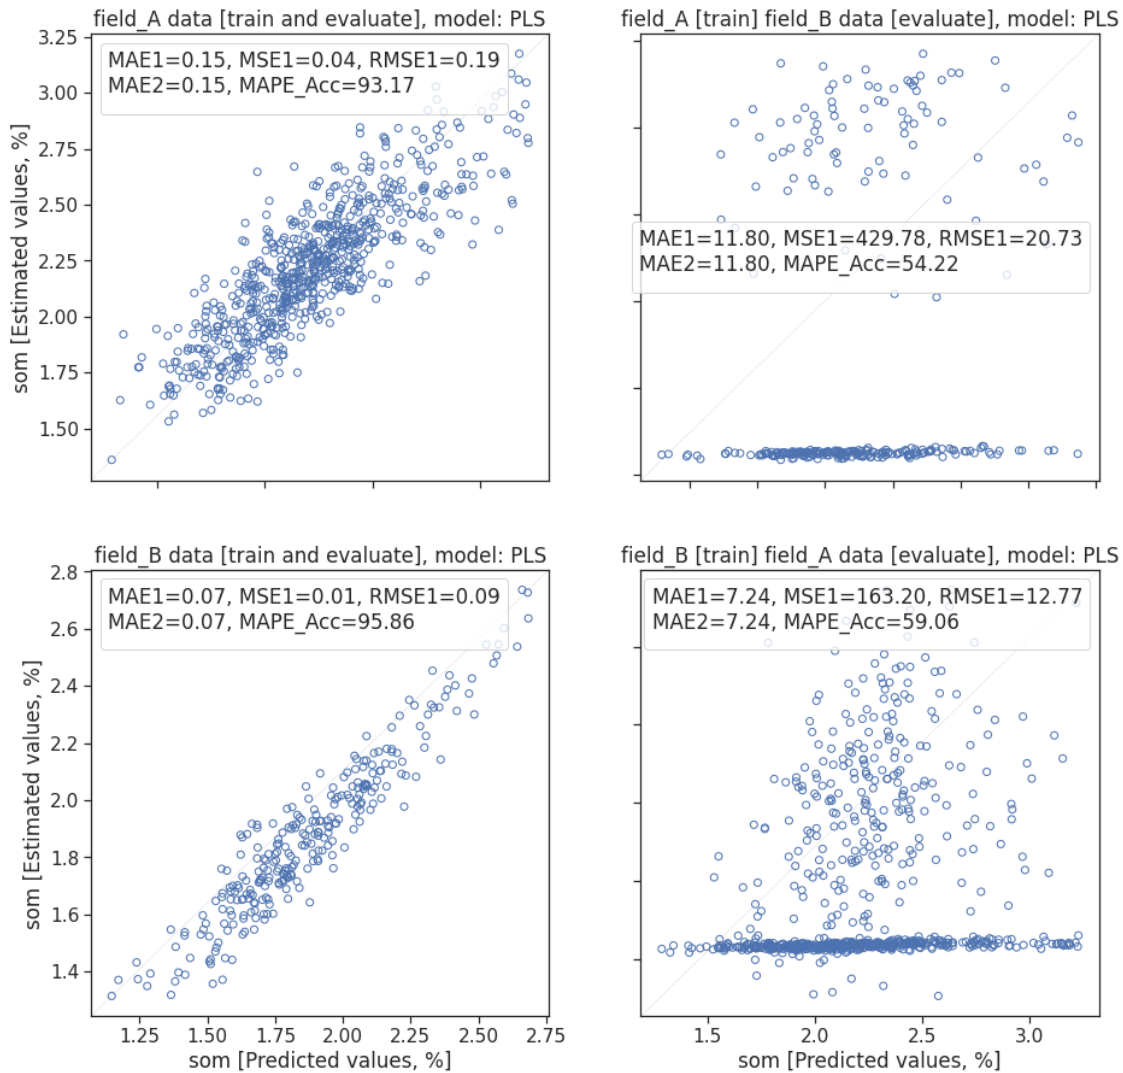 field_A data [train and evaluate], model: PLS
field_A [train] field_B data [evaluate], model: PLS
3.25
3.00
2.75
2.50
2.25
2.00
1.75
1.50
som [Estimated values, %]
MAE1=0.15, MSE1=0.04, RMSE1=0.19
MAE2=0.15, MAPE_Acc=93.17
MAE1=11.80, MSE1=429.78, RMSE1=20.73
MAE2=11.80, MAPE_Acc=54.22
field_B data [train and evaluate], model: PLS
field_B [train] field_A data [evaluate], model: PLS
2.8
2.6
2.4
2.2
2.0
1.8
1.6
1.4
som [Estimated values, %]
MAE1=0.07, MSE1=0.01, RMSE1=0.09
MAE2=0.07, MAPE_Acc=95.86
MAE1=7.24, MSE1=163.20, RMSE1=12.77
MAE2=7.24, MAPE_Acc=59.06
1.25 1.50 1.75 2.00 2.25 2.50 2.75
som [Predicted values, %]
1.5 2.0 2.5 3.0
som [Predicted values, %]